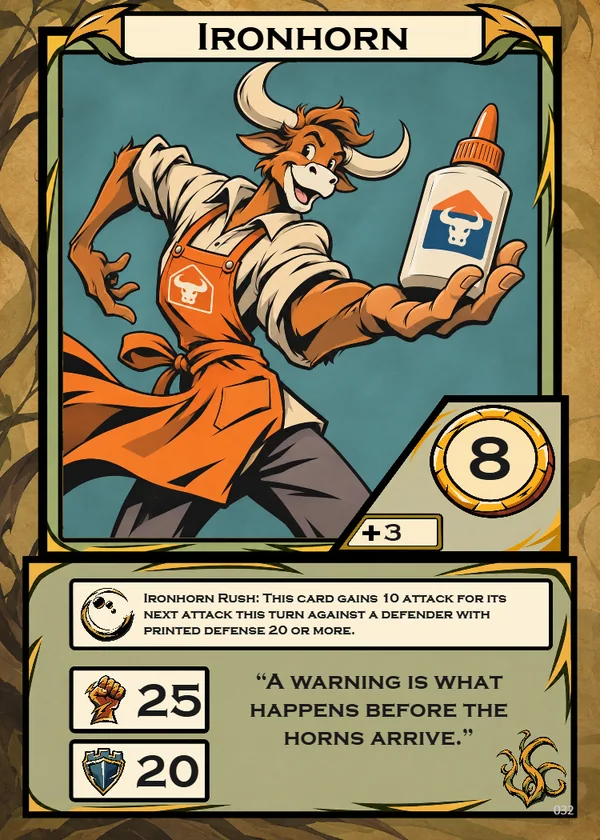 Ironhorn
8
+3
Ironhorn Rush: This card gains 10 attack for its
next attack this turn against a defender with
printed defense 20 or more.
25
20
“A warning is what
happens before the
horns arrive.”
032